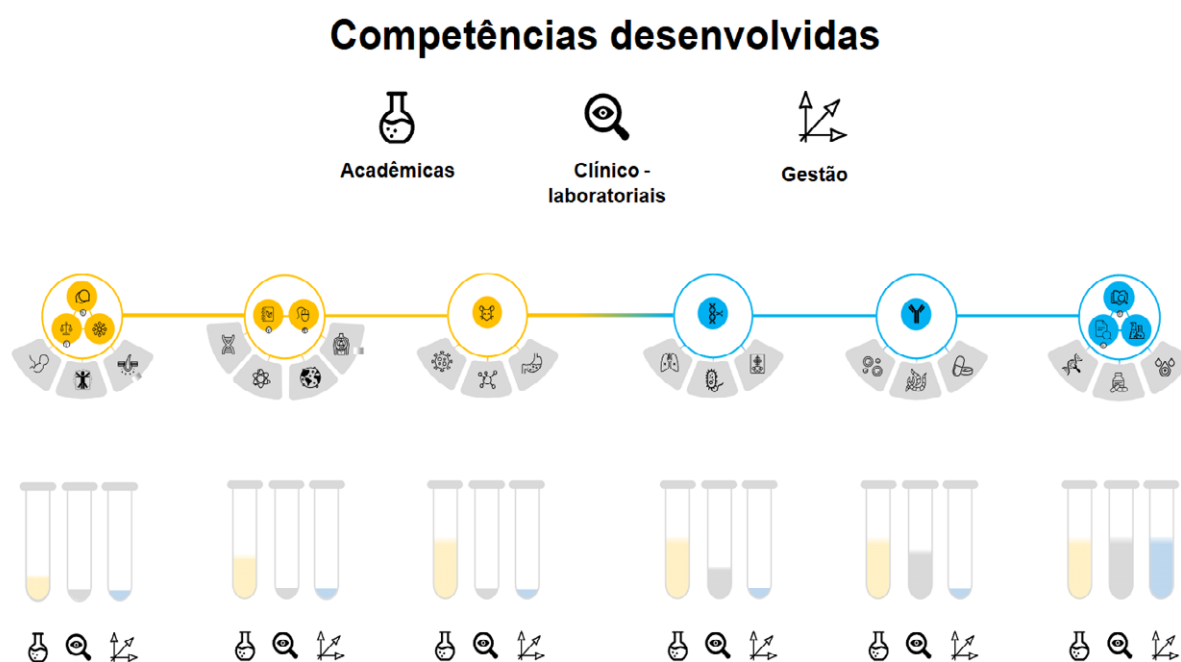 Competências desenvolvidas
Acadêmicas
Clínico -
laboratoriais
Gestão